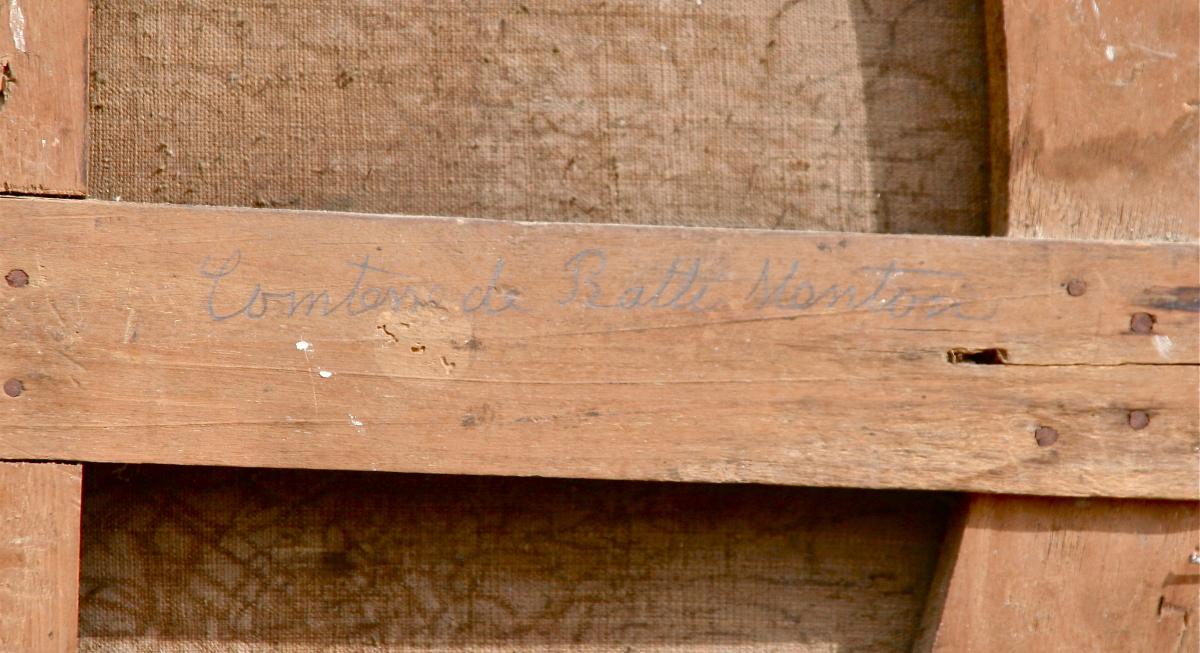 Comtesse de Ratti Menton